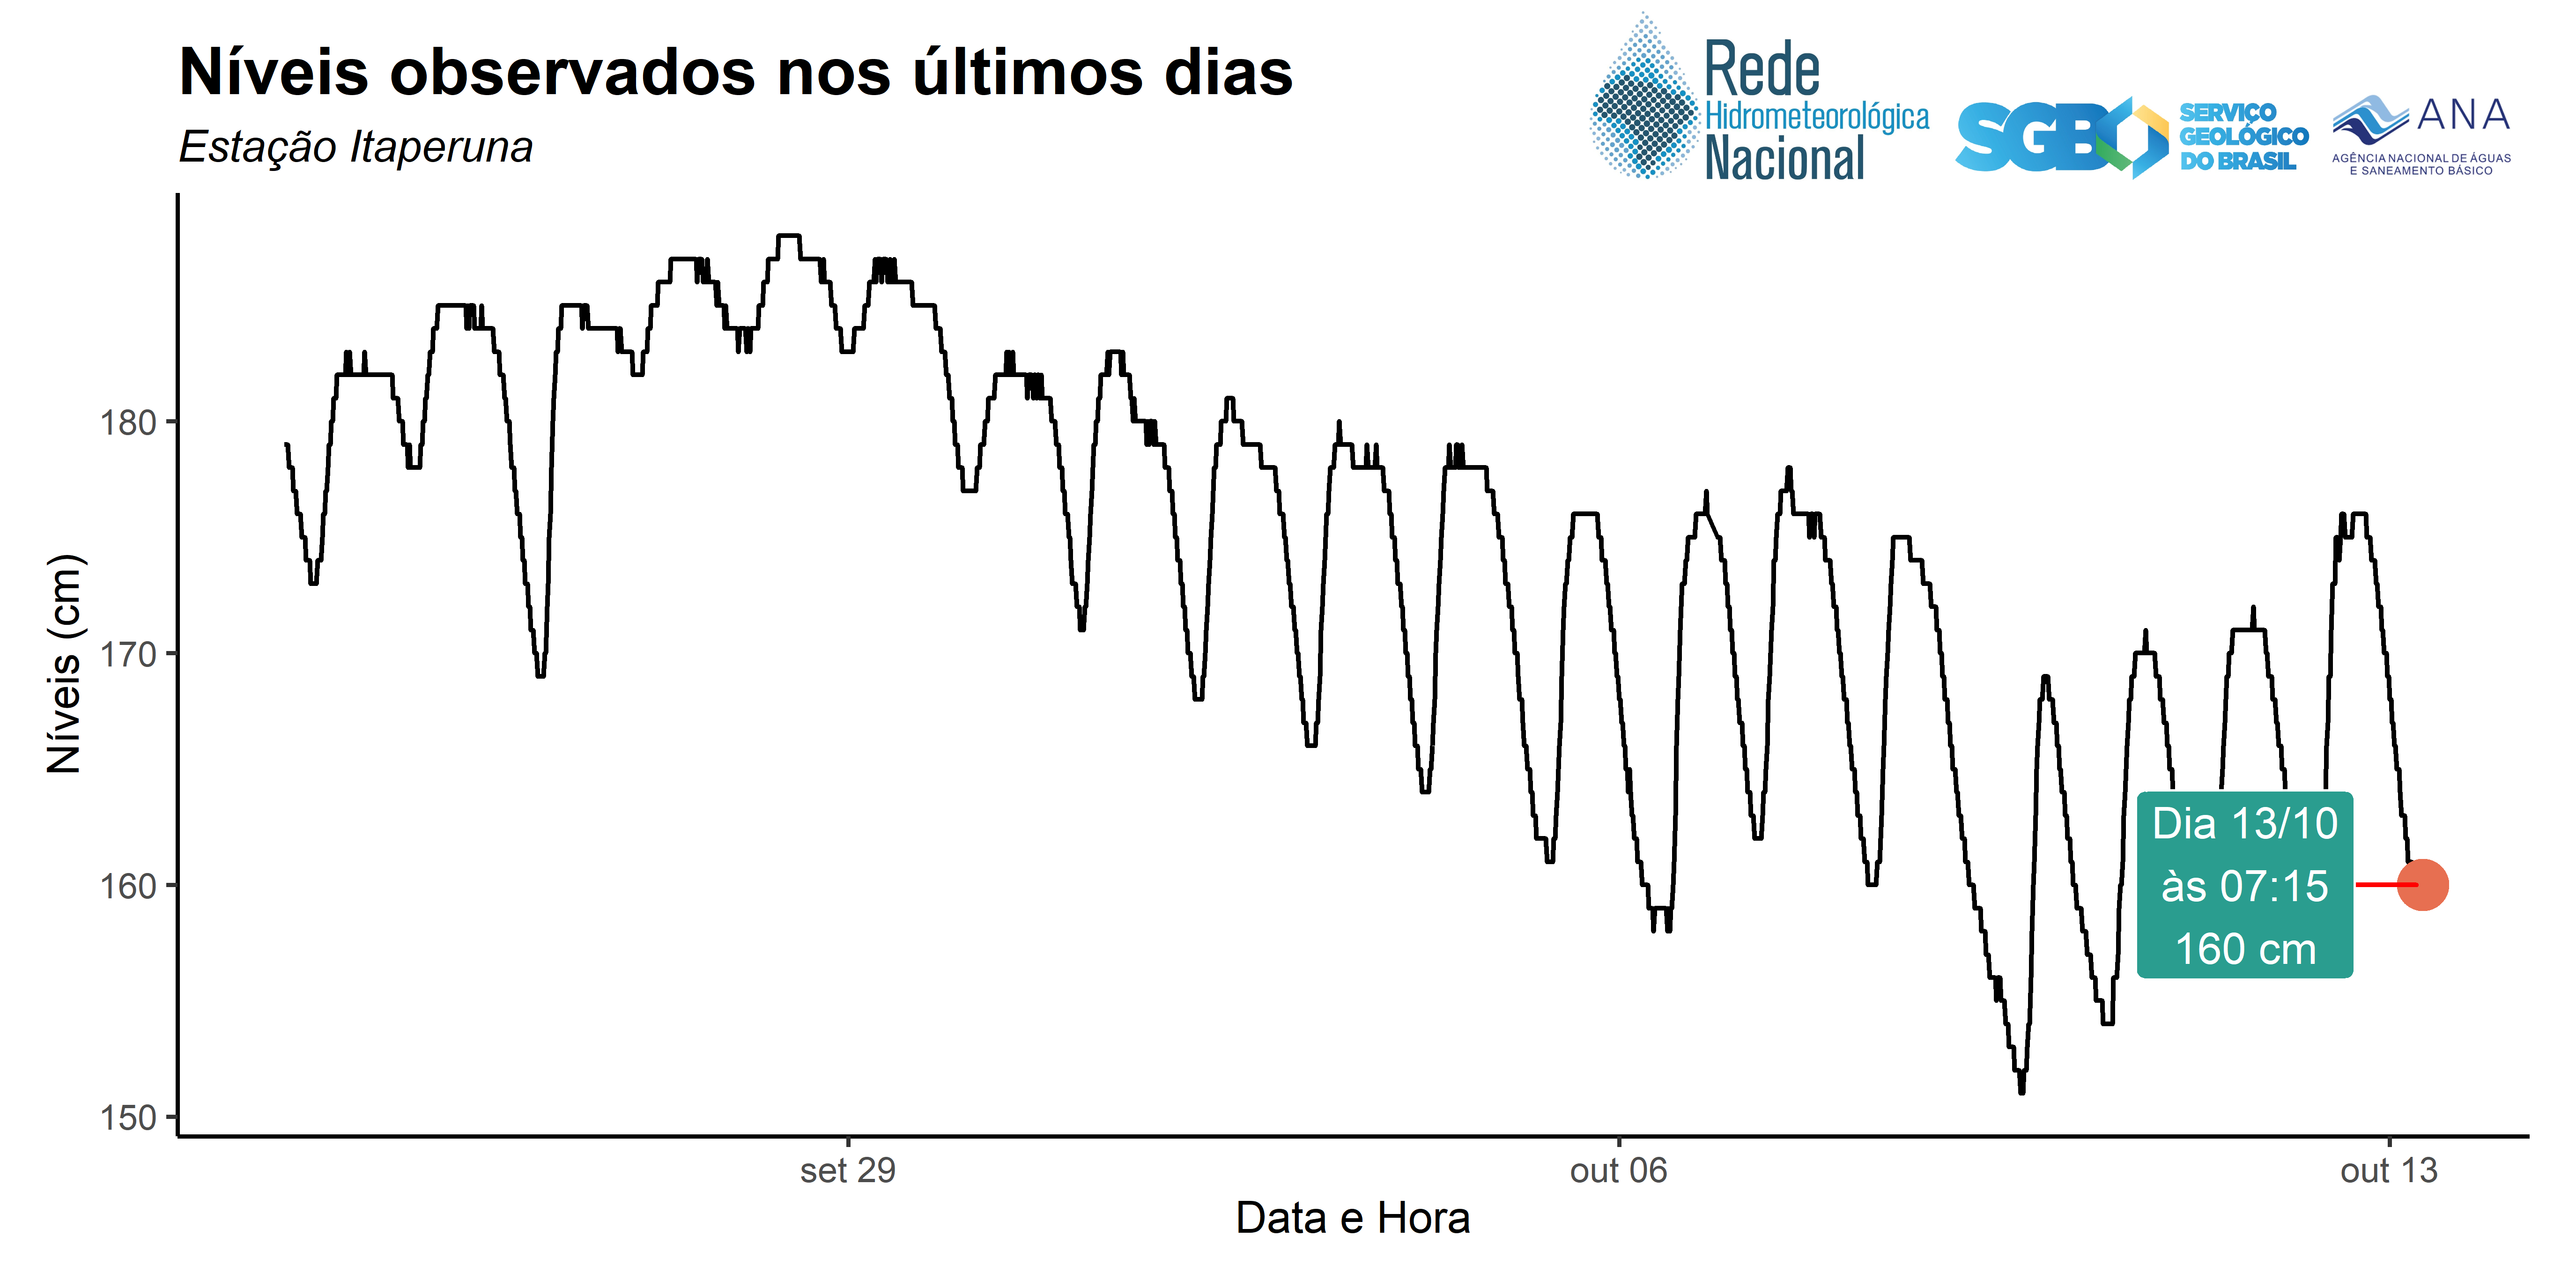 Níveis observados nos últimos dias
Estação Itaperuna
Rede
Hidrometeorológica
Nacional
SGB
SERVIÇO
GEOLÓGICO
DO BRASIL
ANA
AGÊNCIA NACIONAL DE ÁGUAS
E SANEAMENTO BÁSICO
Níveis (cm)
180
170
160
150
Dia 13/10
às 07:15
160 cm
set 29
out 06
out 13
Data e Hora